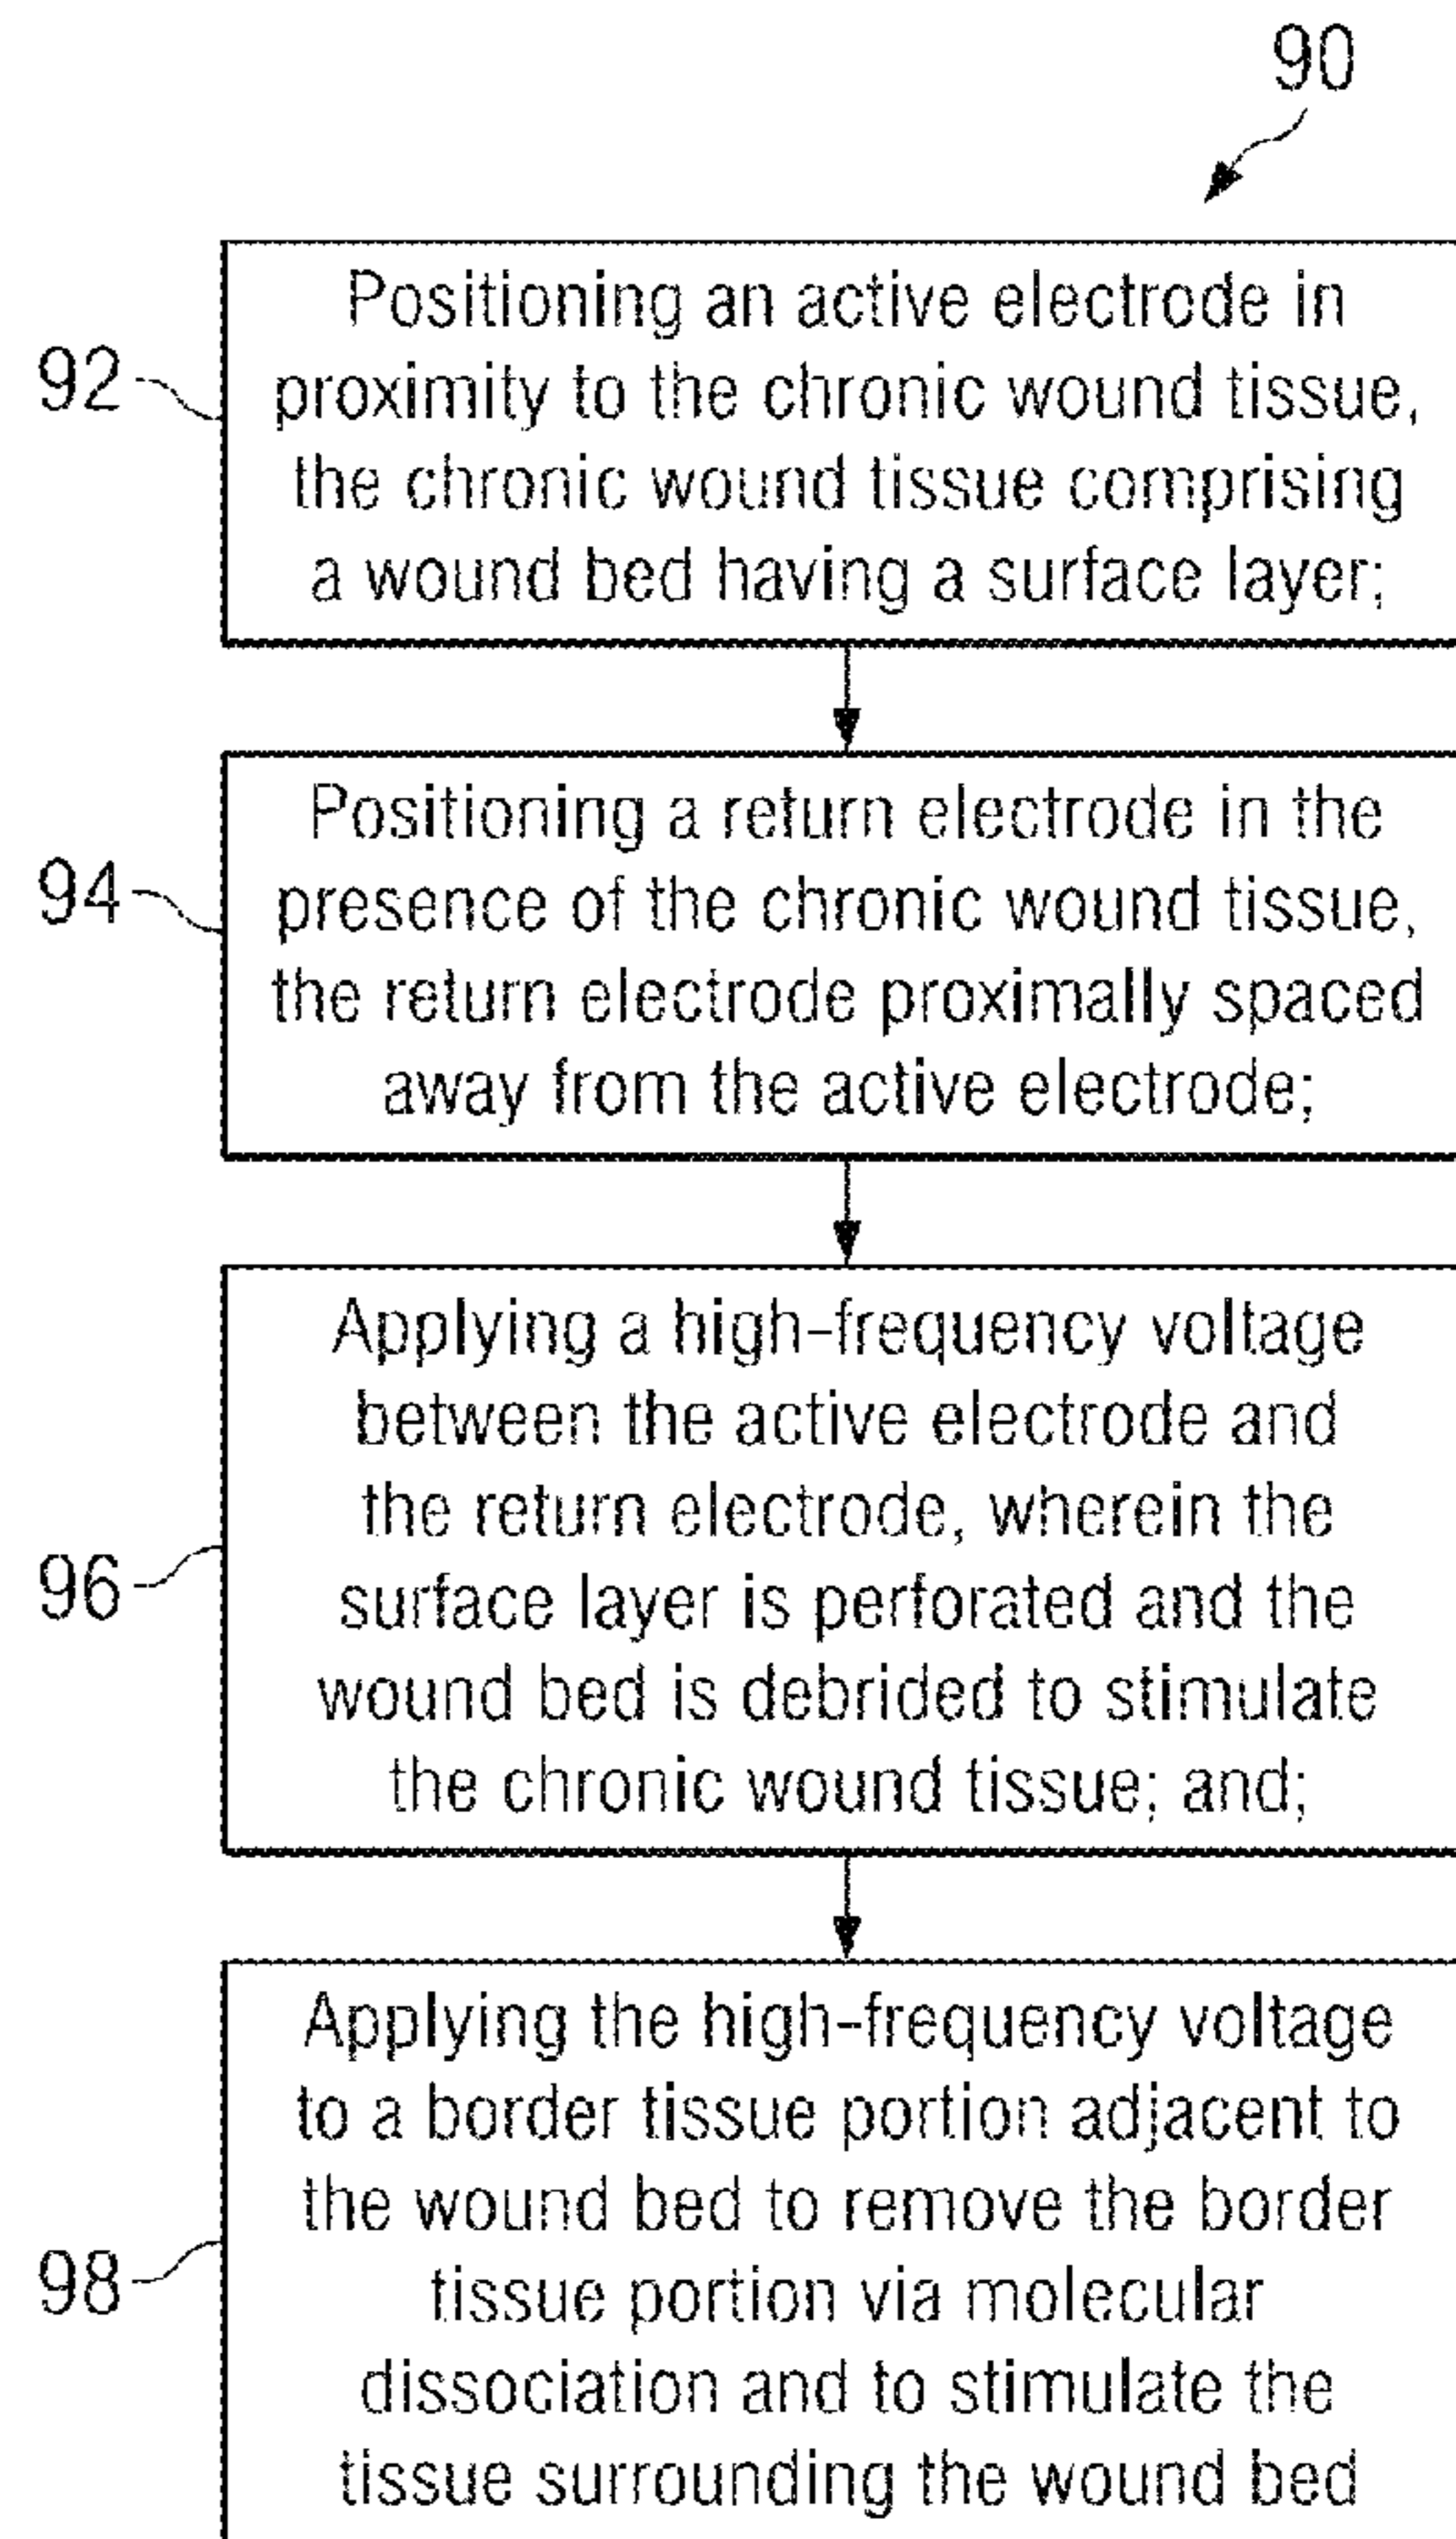 90
92
Positioning an active electrode in
proximity to the chronic wound tissue,
the chronic wound tissue comprising
a wound bed having a surface layer;
94
Positioning a return electrode in the
presence of the chronic wound tissue,
the return electrode proximally spaced
away from the active electrode;
96
Applying a high-frequency voltage
between the active electrode and
the return electrode, wherein the
surface layer is perforated and the
wound bed is debrided to stimulate
the chronic wound tissue; and;
98
Applying the high-frequency voltage
to a border tissue portion adjacent to
the wound bed to remove the border
tissue portion via molecular
dissociation and to stimulate the
tissue surrounding the wound bed